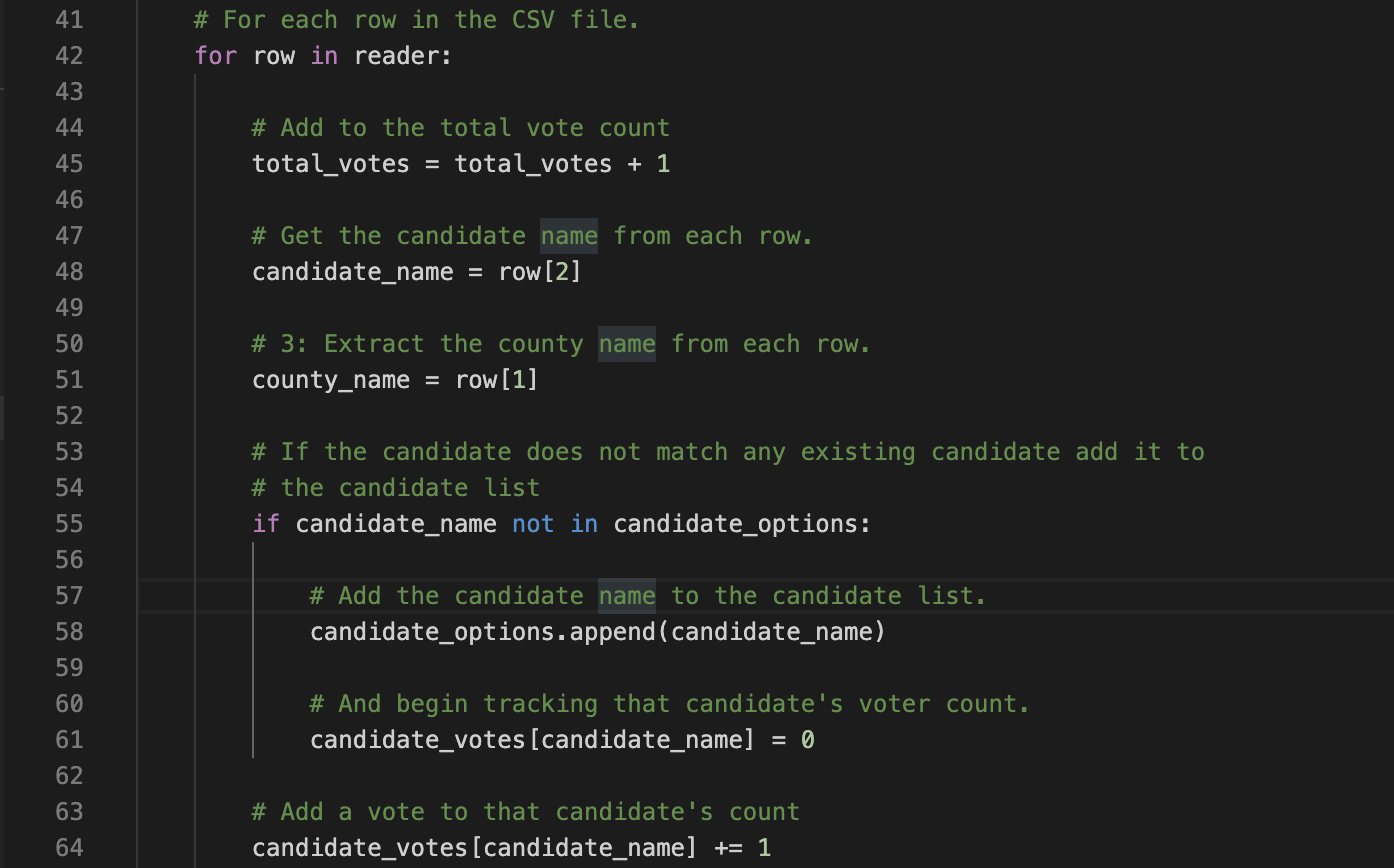 41 # For each row in the CSV file.
42 for row in reader:
43
44 # Add to the total vote count
45 total_votes = total_votes + 1
46
47 # Get the candidate name from each row.
48 candidate_name = row[2]
49
50 # 3: Extract the county name from each row.
51 county_name = row[1]
52
53 # If the candidate does not match any existing candidate add it to
54 # the candidate list
55 if candidate_name not in candidate_options:
56
57 # Add the candidate name to the candidate list.
58 candidate_options.append(candidate_name)
59
60 # And begin tracking that candidate's voter count.
61 candidate_votes[candidate_name] = 0
62
63 # Add a vote to that candidate's count
64 candidate_votes[candidate_name] += 1